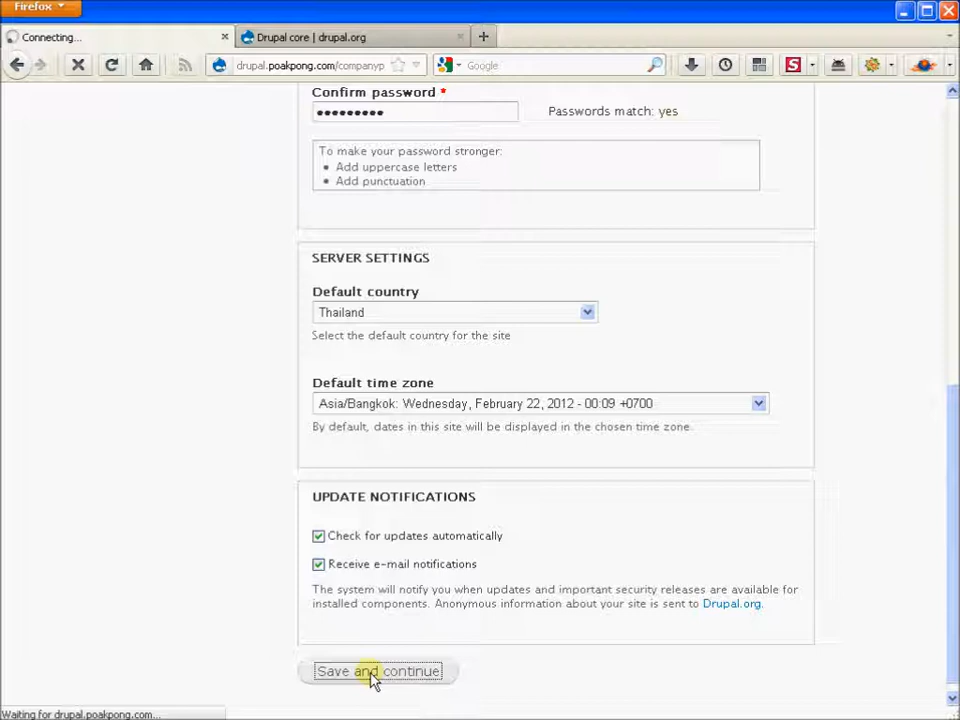 Firefox
Connecting...
Drupal core | drupal.org
drupal.poakpong.com/companyp
Google
Confirm password *
•••••••••
Passwords match: yes
To make your password stronger:
Add uppercase letters
Add punctuation
SERVER SETTINGS
Default country
Thailand
Select the default country for the site
Default time zone
Asia/Bangkok: Wednesday, February 22, 2012 - 00:09 +0700
By default, dates in this site will be displayed in the chosen time zone
UPDATE NOTIFICATIONS
Check for updates automatically
Receive e-mail notifications
The system will notify you when updates and important security releases are available for
installed components. Anonymous information about your site is sent to Drupal.org.
Save and continue
Waiting for drupal.poakpong.com...